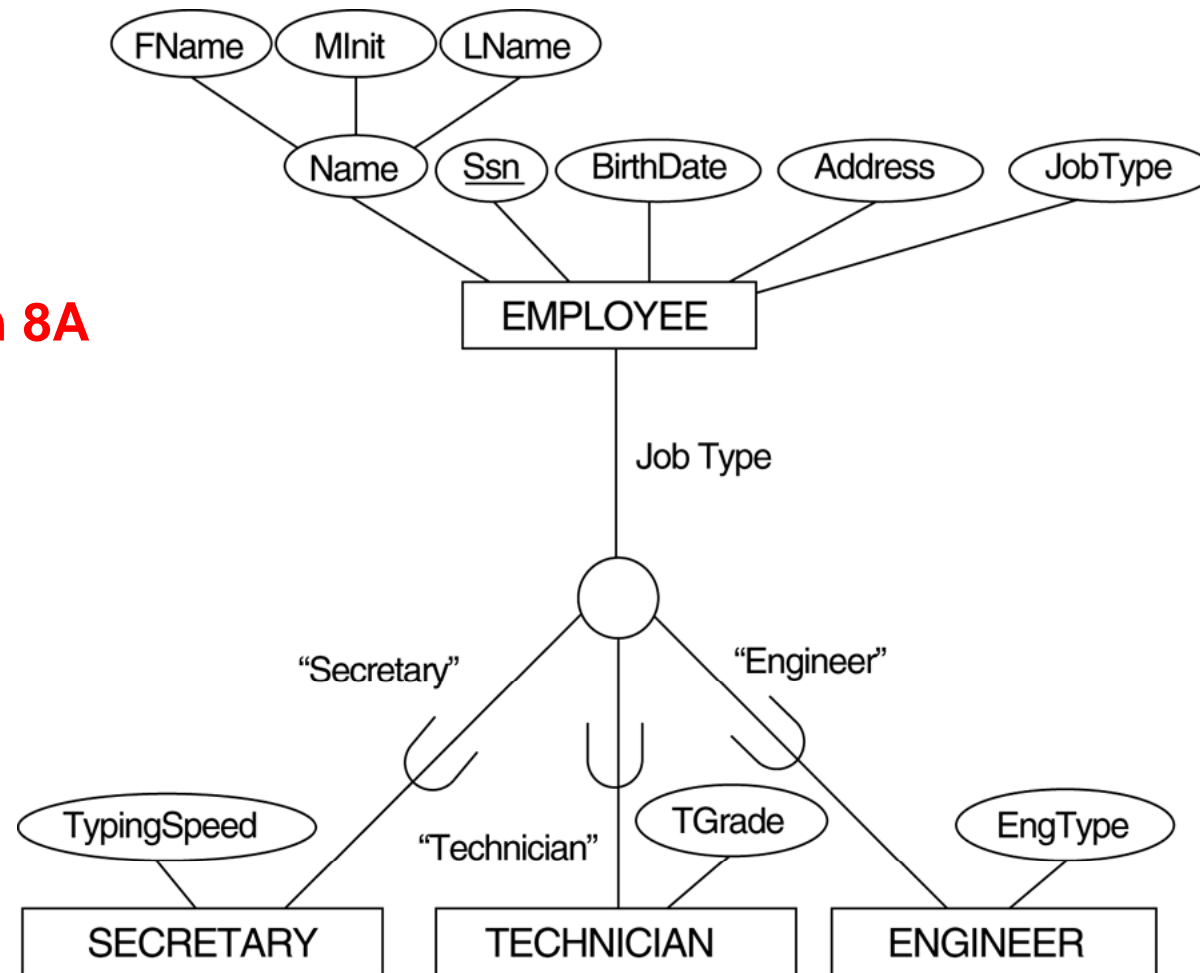 FName MInit LName
Name Ssn BirthDate Address JobType
EMPLOYEE
8A
Job Type
“Secretary” “Engineer”
“Technician”
TypingSpeed TGrade EngType
SECRETARY TECHNICIAN ENGINEER